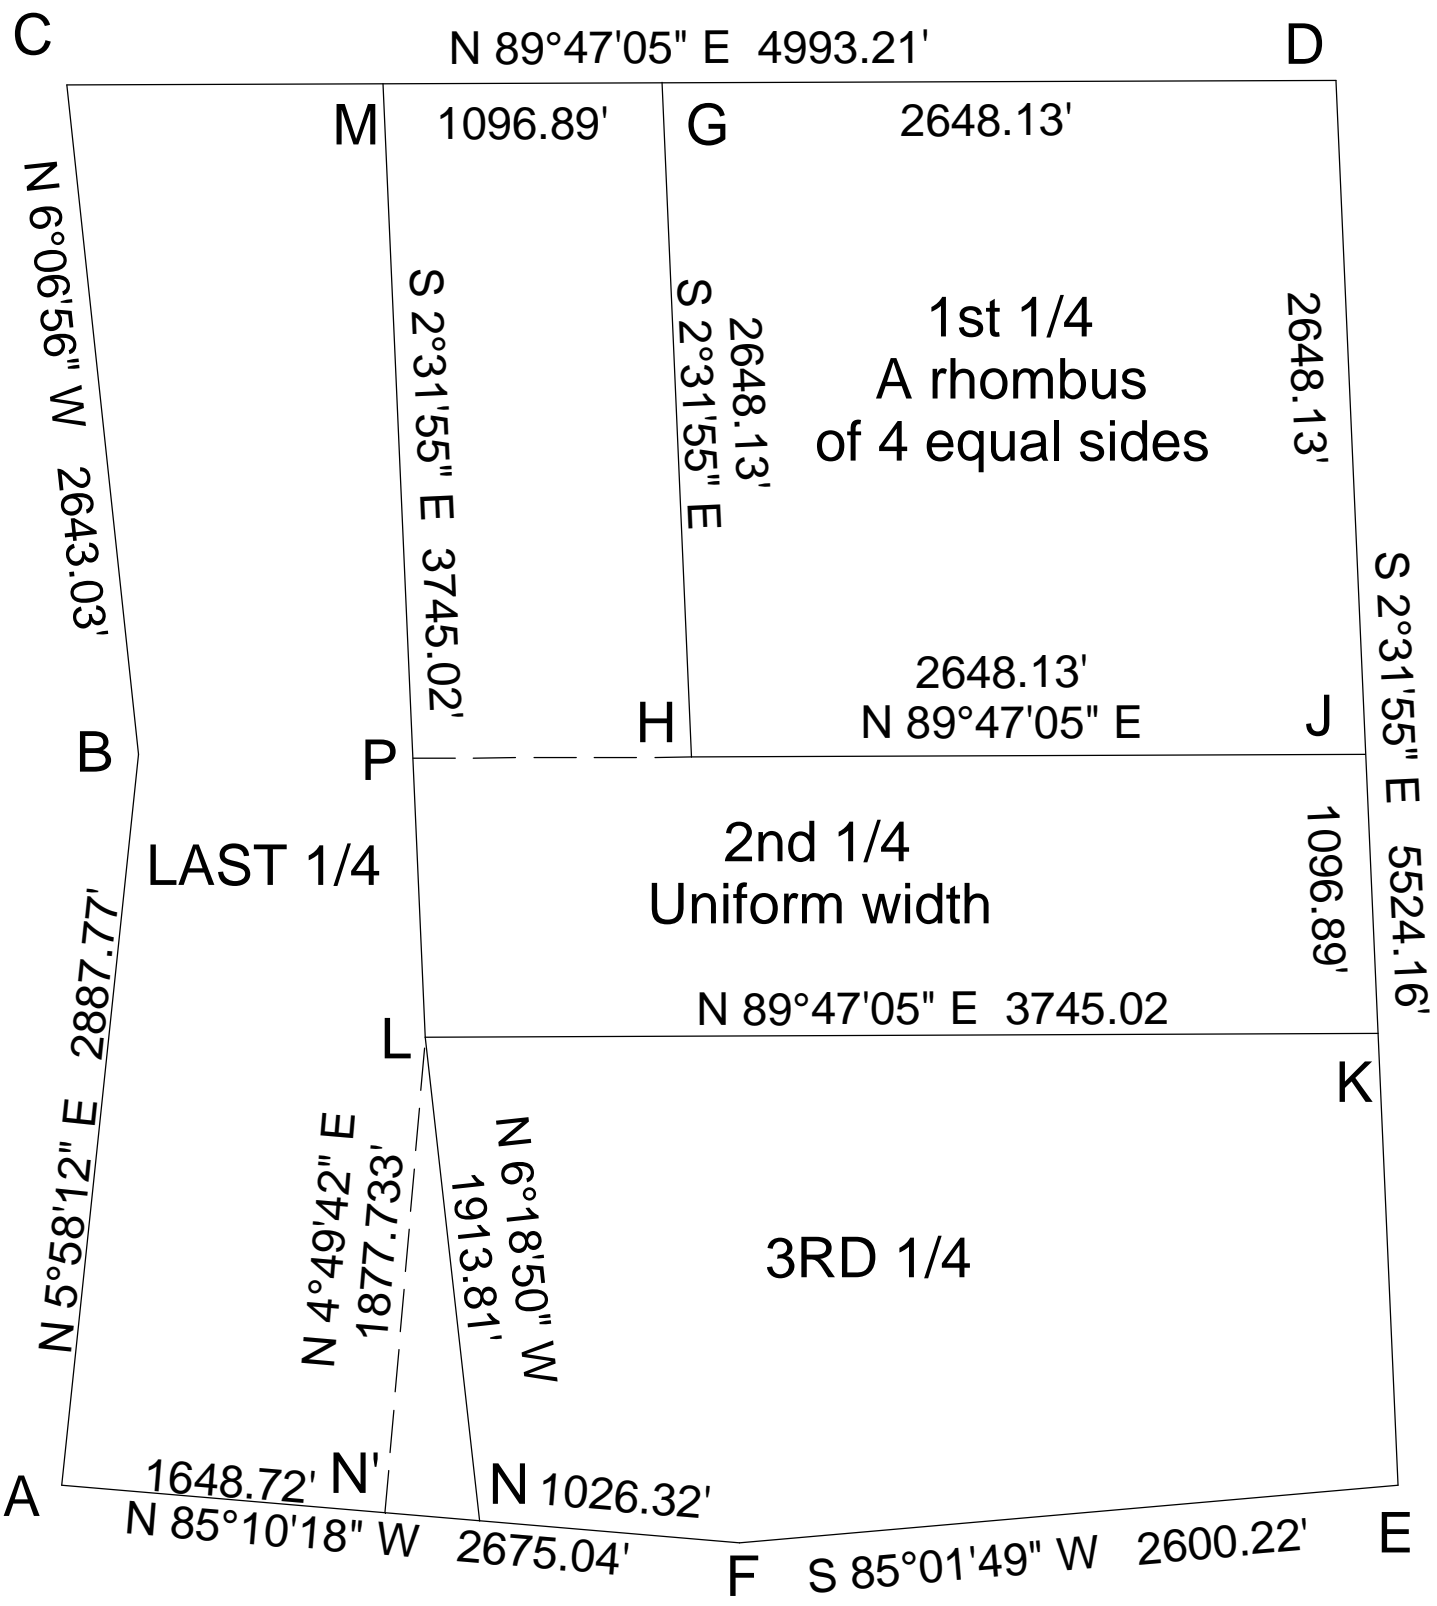 C
N 89°47'05" E 4993.21'
D
M
1096.89'
G
2648.13'
N 6°06'56" W 2643.03'
S 2°31'55" E 3745.02'
S 2°31'55" E
2648.13'
1st 1/4
A rhombus
of 4 equal sides
2648.13'
S 2°31'55" E 5524.16'
2648.13'
N 89°47'05" E
H
J
B
P
LAST 1/4
2nd 1/4
Uniform width
1096.89'
N 5°58'12" E 2887.77'
N 89°47'05" E 3745.02
L
K
N 4°49'42" E
1877.733'
N 6°18'50" W
1913.81'
3RD 1/4
A
1648.72'
N'
N
1026.32'
N 85°10'18" W 2675.04'
F
S 85°01'49" W 2600.22'
E